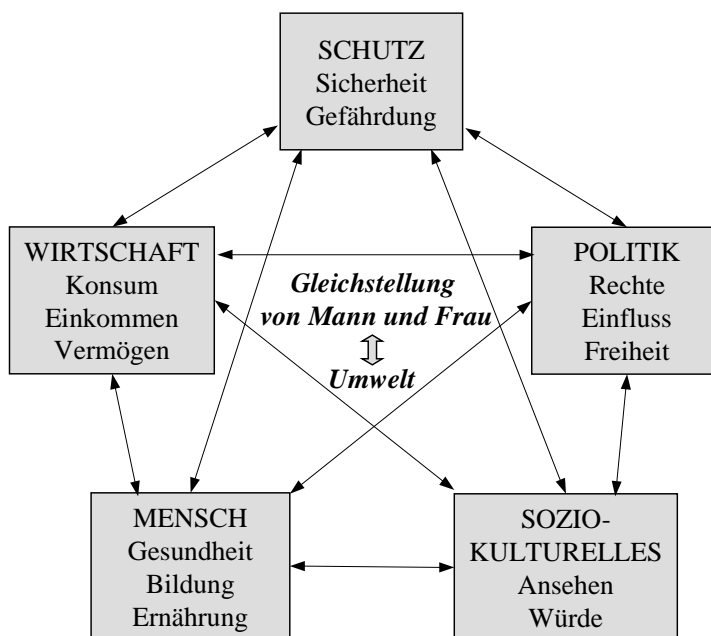 SCHUTZ
Sicherheit
Gefährdung
WIRTSCHAFT
Konsum
Einkommen
Vermögen
POLITIK
Rechte
Einfluss
Freiheit
Gleichstellung
von Mann und Frau
Umwelt
MENSCH
Gesundheit
Bildung
Ernährung
SOZIO-
KULTURELLES
Ansehen
Würde